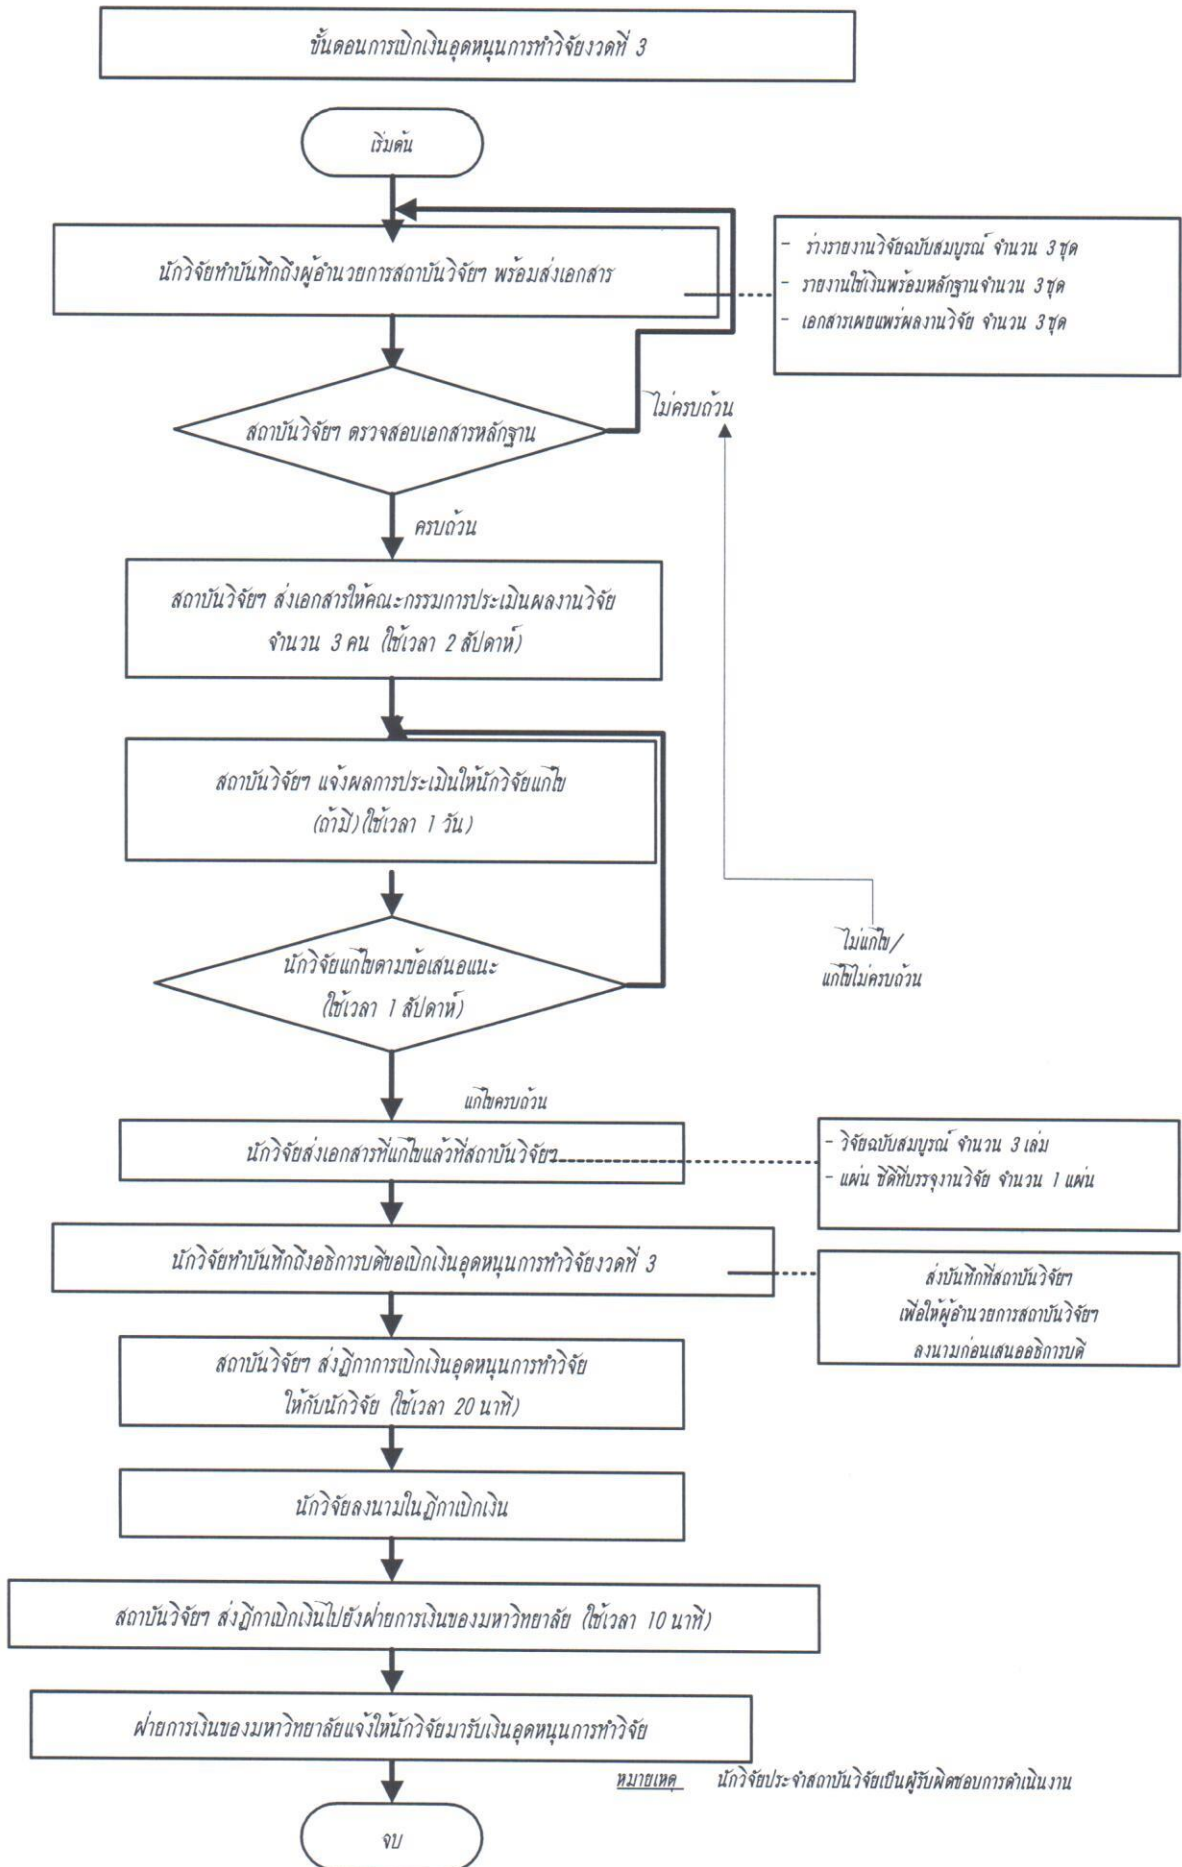 ขั้นตอนการเบิกเงินอุดหนุนการทำวิจัยงวดที่ 3
เริ่มต้น
นักวิจัยทำบันทึกถึงผู้อำนวยการสถาบันวิจัยฯ พร้อมส่งเอกสาร
- ร่างรายงานวิจัยฉบับสมบูรณ์ จำนวน 3 ชุด
- รายงานใช้เงินพร้อมหลักฐานจำนวน 3 ชุด
- เอกสารเผยแพร่ผลงานวิจัย จำนวน 3 ชุด
ไม่ครบถ้วน
สถาบันวิจัยฯ ตรวจสอบเอกสารหลักฐาน
ครบถ้วน
สถาบันวิจัยฯ ส่งเอกสารให้คณะกรรมการประเมินผลงานวิจัย
จำนวน 3 คน (ใช้เวลา 2 สัปดาห์)
สถาบันวิจัยฯ แจ้งผลการประเมินให้นักวิจัยแก้ไข
(ถ้ามี) (ใช้เวลา 1 วัน)
นักวิจัยแก้ไขตามข้อเสนอแนะ
(ใช้เวลา 1 สัปดาห์)
ไม่แก้ไข/
แก้ไขไม่ครบถ้วน
แก้ไขครบถ้วน
นักวิจัยส่งเอกสารที่แก้ไขแล้วที่สถาบันวิจัยฯ
- วิจัยฉบับสมบูรณ์ จำนวน 3 เล่ม
- แผ่น ซีดีที่บรรจุงานวิจัย จำนวน 1 แผ่น
นักวิจัยทำบันทึกถึงอธิการบดีขอเบิกเงินอุดหนุนการทำวิจัยงวดที่ 3
ส่งบันทึกที่สถาบันวิจัยฯ
เพื่อให้ผู้อำนวยการสถาบันวิจัยฯ
ลงนามก่อนเสนออธิการบดี
สถาบันวิจัยฯ ส่งฎีกาการเบิกเงินอุดหนุนการทำวิจัย
ให้กับนักวิจัย (ใช้เวลา 20 นาที)
นักวิจัยลงนามในฎีกาเบิกเงิน
สถาบันวิจัยฯ ส่งฎีกาเบิกเงินไปยังฝ่ายการเงินของมหาวิทยาลัย (ใช้เวลา 10 นาที)
ฝ่ายการเงินของมหาวิทยาลัยแจ้งให้นักวิจัยมารับเงินอุดหนุนการทำวิจัย
หมายเหตุ นักวิจัยประจำสถาบันวิจัยเป็นผู้รับผิดชอบการดำเนินงาน
จบ